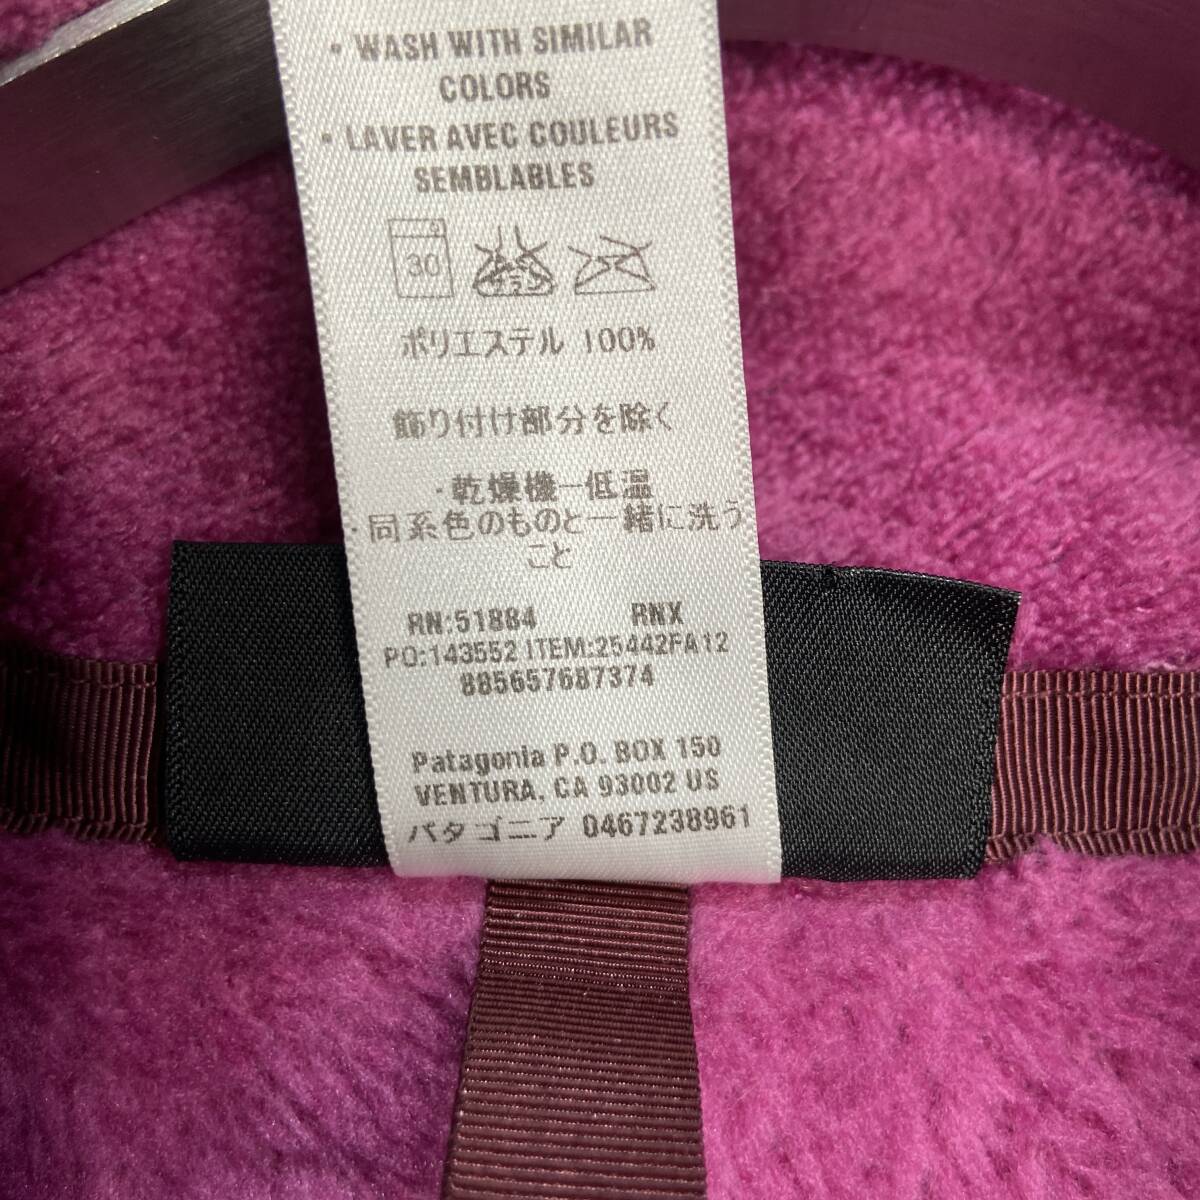 • WASH WITH SIMILAR
COLORS
• LAVER AVEC COULEURS
SEMBLABLES
30
ポリエステル 100%
飾り付け部分を除く
・乾燥機ー低温
・同系色のものと一緒に洗う
こと
RN:51884 RNX
PO:143552 ITEM:25442FA12
885657687374
Patagonia P.O. BOX 150
VENTURA, CA 93002 US
パタゴニア 0467238961